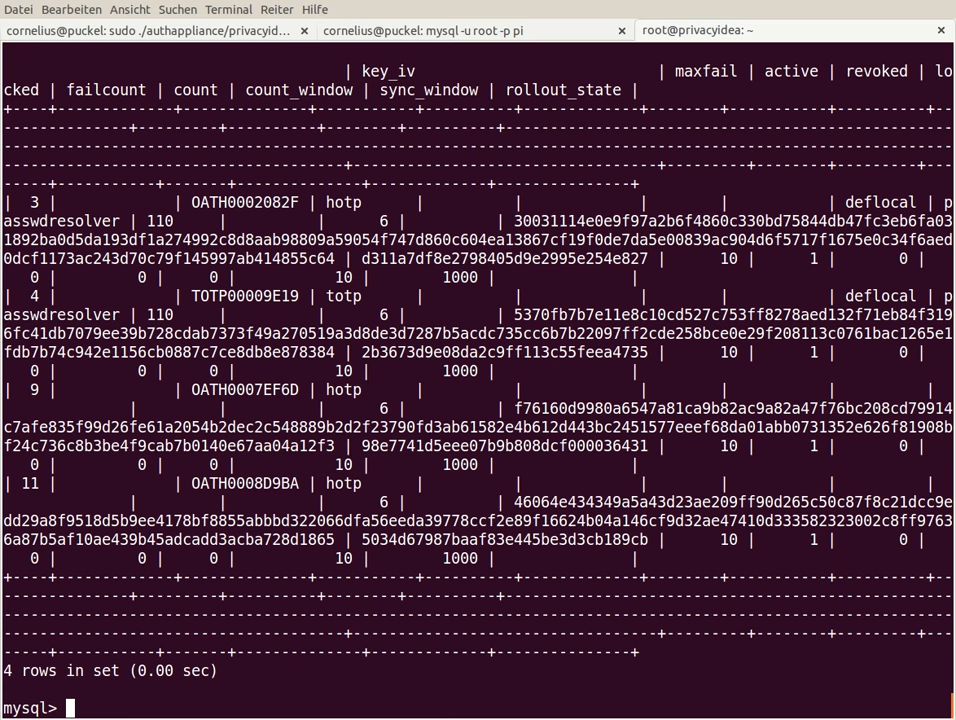 Datei Bearbeiten Ansicht Suchen Terminal Reiter Hilfe
cornelius@puckel: sudo ./authappliance/privacyid... × cornelius@puckel: mysql -u root -p pi × root@privacyidea: ~ ×
| key_iv | maxfail | active | revoked | lo
cked | failcount | count | count_window | sync_window | rollout_state |
+----+-------------+-------------+---------+----------+------------+--------+----------+---------+--
-------------+---------+----------+--------+----------+-----------------------------------------------
----------------------------------------------------------------------------------------------------
------------------------------------+---------------------------------+---------+--------+---------+---
-----+-----------+-------+--------------+-------------+---------------+
| 3 | | OATH0002082F | hotp | | | | | deflocal | p
asswdresolver | 110 | | 6 | | 30031114e0e9f97a2b6f4860c330bd75844db47fc3eb6fa03
1892ba0d5da193df1a274992c8d8aab98809a59054f747d860c604ea13867cf19f0de7da5e00839ac904d6f5717f1675e0c34f6aed
0dcf1173ac243d70c79f145997ab414855c64 | d311a7df8e2798405d9e2995e254e827 | 10 | 1 | 0 |
0 | 0 | 0 | 10 | 1000 | |
| 4 | | TOTP00009E19 | totp | | | | | deflocal | p
asswdresolver | 110 | | 6 | | 5370fb7b7e11e8c10cd527c753ff8278aed132f71eb84f319
6fc41db7079ee39b728cdab7373f49a270519a3d8de3d7287b5acdc735cc6b7b22097ff2cde258bce0e29f208113c0761bac1265e1
fdb7b74c942e1156cb0887c7ce8db8e878384 | 2b3673d9e08da2c9ff113c55feea4735 | 10 | 1 | 0 |
0 | 0 | 0 | 10 | 1000 | |
| 9 | | OATH0007EF6D | hotp | | | | | |
| | | 6 | | f76160d9980a6547a81ca9b82ac9a82a47f76bc208cd79914
c7afe835f99d26fe61a2054b2dec2c548889b2d2f23790fd3ab61582e4b612d443bc2451577eeef68da01abb0731352e626f81908b
f24c736c8b3be4f9cab7b0140e67aa04a12f3 | 98e7741d5eee07b9b808dcf000036431 | 10 | 1 | 0 |
0 | 0 | 0 | 10 | 1000 | |
| 11 | | OATH0008D9BA | hotp | | | | | |
| | | 6 | | 46064e434349a5a43d23ae209ff90d265c50c87f8c21dcc9e
dd29a8f9518d5b9ee4178bf8855abbbd322066dfa56eeda39778ccf2e89f16624b04a146cf9d32ae47410d333582323002c8ff9763
6a87b5af10ae439b45adcadd3acba728d1865 | 5034d67987baaf83e445be3d3cb189cb | 10 | 1 | 0 |
0 | 0 | 0 | 10 | 1000 | |
+----+-------------+-------------+---------+----------+------------+--------+----------+---------+--
-------------+---------+----------+--------+----------+-----------------------------------------------
----------------------------------------------------------------------------------------------------
------------------------------------+---------------------------------+---------+--------+---------+---
-----+-----------+-------+--------------+-------------+---------------+
4 rows in set (0.00 sec)
mysql>